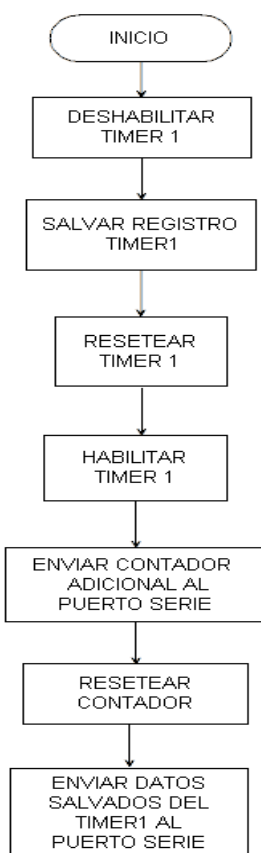 INICIO
DESHABILITAR
TIMER 1
SALVAR REGISTRO
TIMER1
RESETEAR
TIMER 1
HABILITAR
TIMER 1
ENVIAR CONTADOR
ADICIONAL AL
PUERTO SERIE
RESETEAR
CONTADOR
ENVIAR DATOS
SALVADOS DEL
TIMER1 AL
PUERTO SERIE